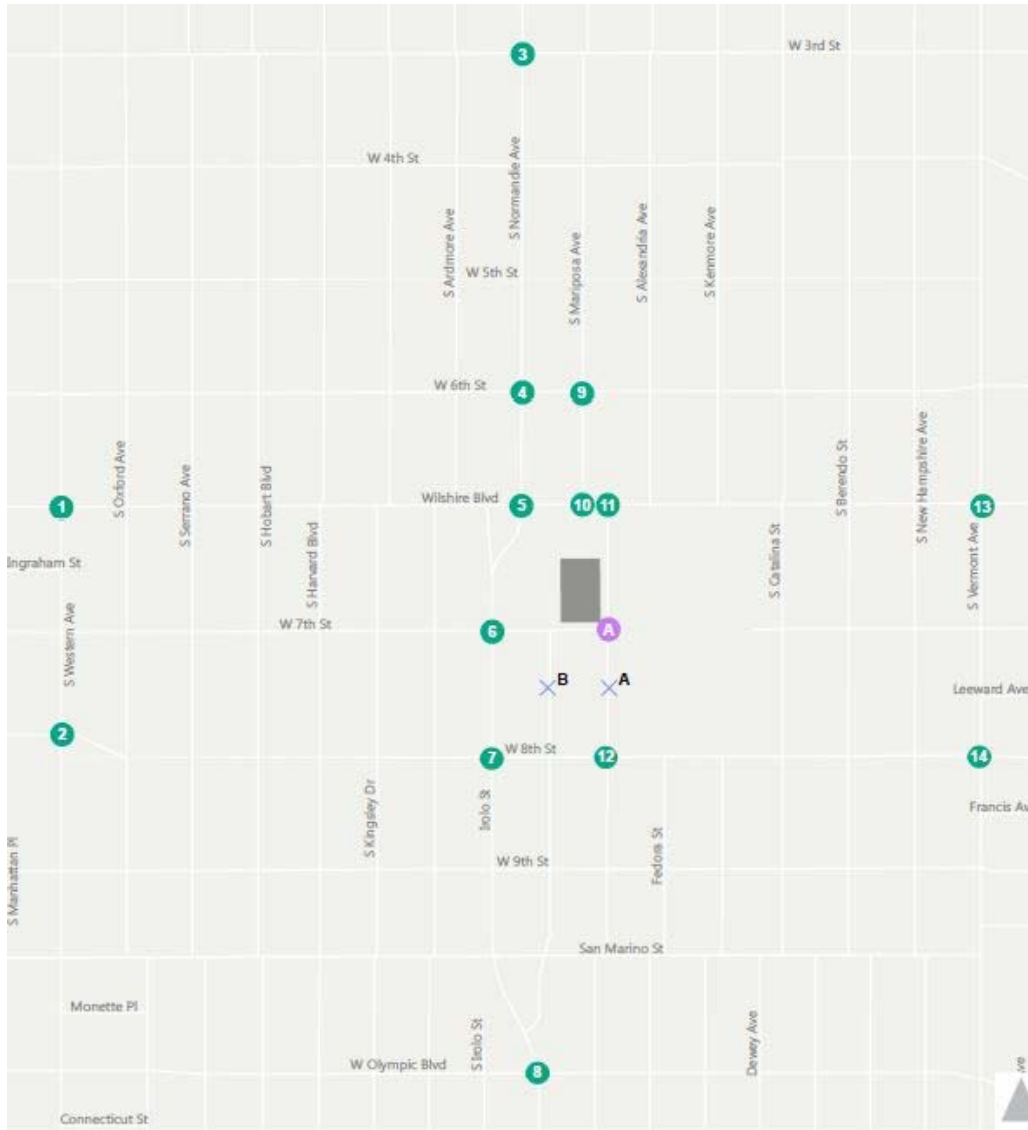 W 3rd St
3
W 4th St
S Normandie Ave
S Ardmore Ave
S Mariposa Ave
S Alexandria Ave
S Kenmore Ave
W 5th St
W 6th St
4
9
S Oxford Ave
S Serrano Ave
S Hobart Blvd
S Harvard Blvd
Wilshire Blvd
1
5
10
11
13
S Berendo St
S New Hampshire Ave
S Catalina St
S Vermont Ave
Ingraham St
S Western Ave
W 7th St
6
A
B
A
Leeward Ave
2
W 8th St
7
12
14
Irolo St
S Kingsley Dr
Francis Av
Fedora St
W 9th St
S Manhattan Pl
San Marino St
Monette Pl
S Irolo St
Dewey Ave
W Olympic Blvd
8
ve
Connecticut St